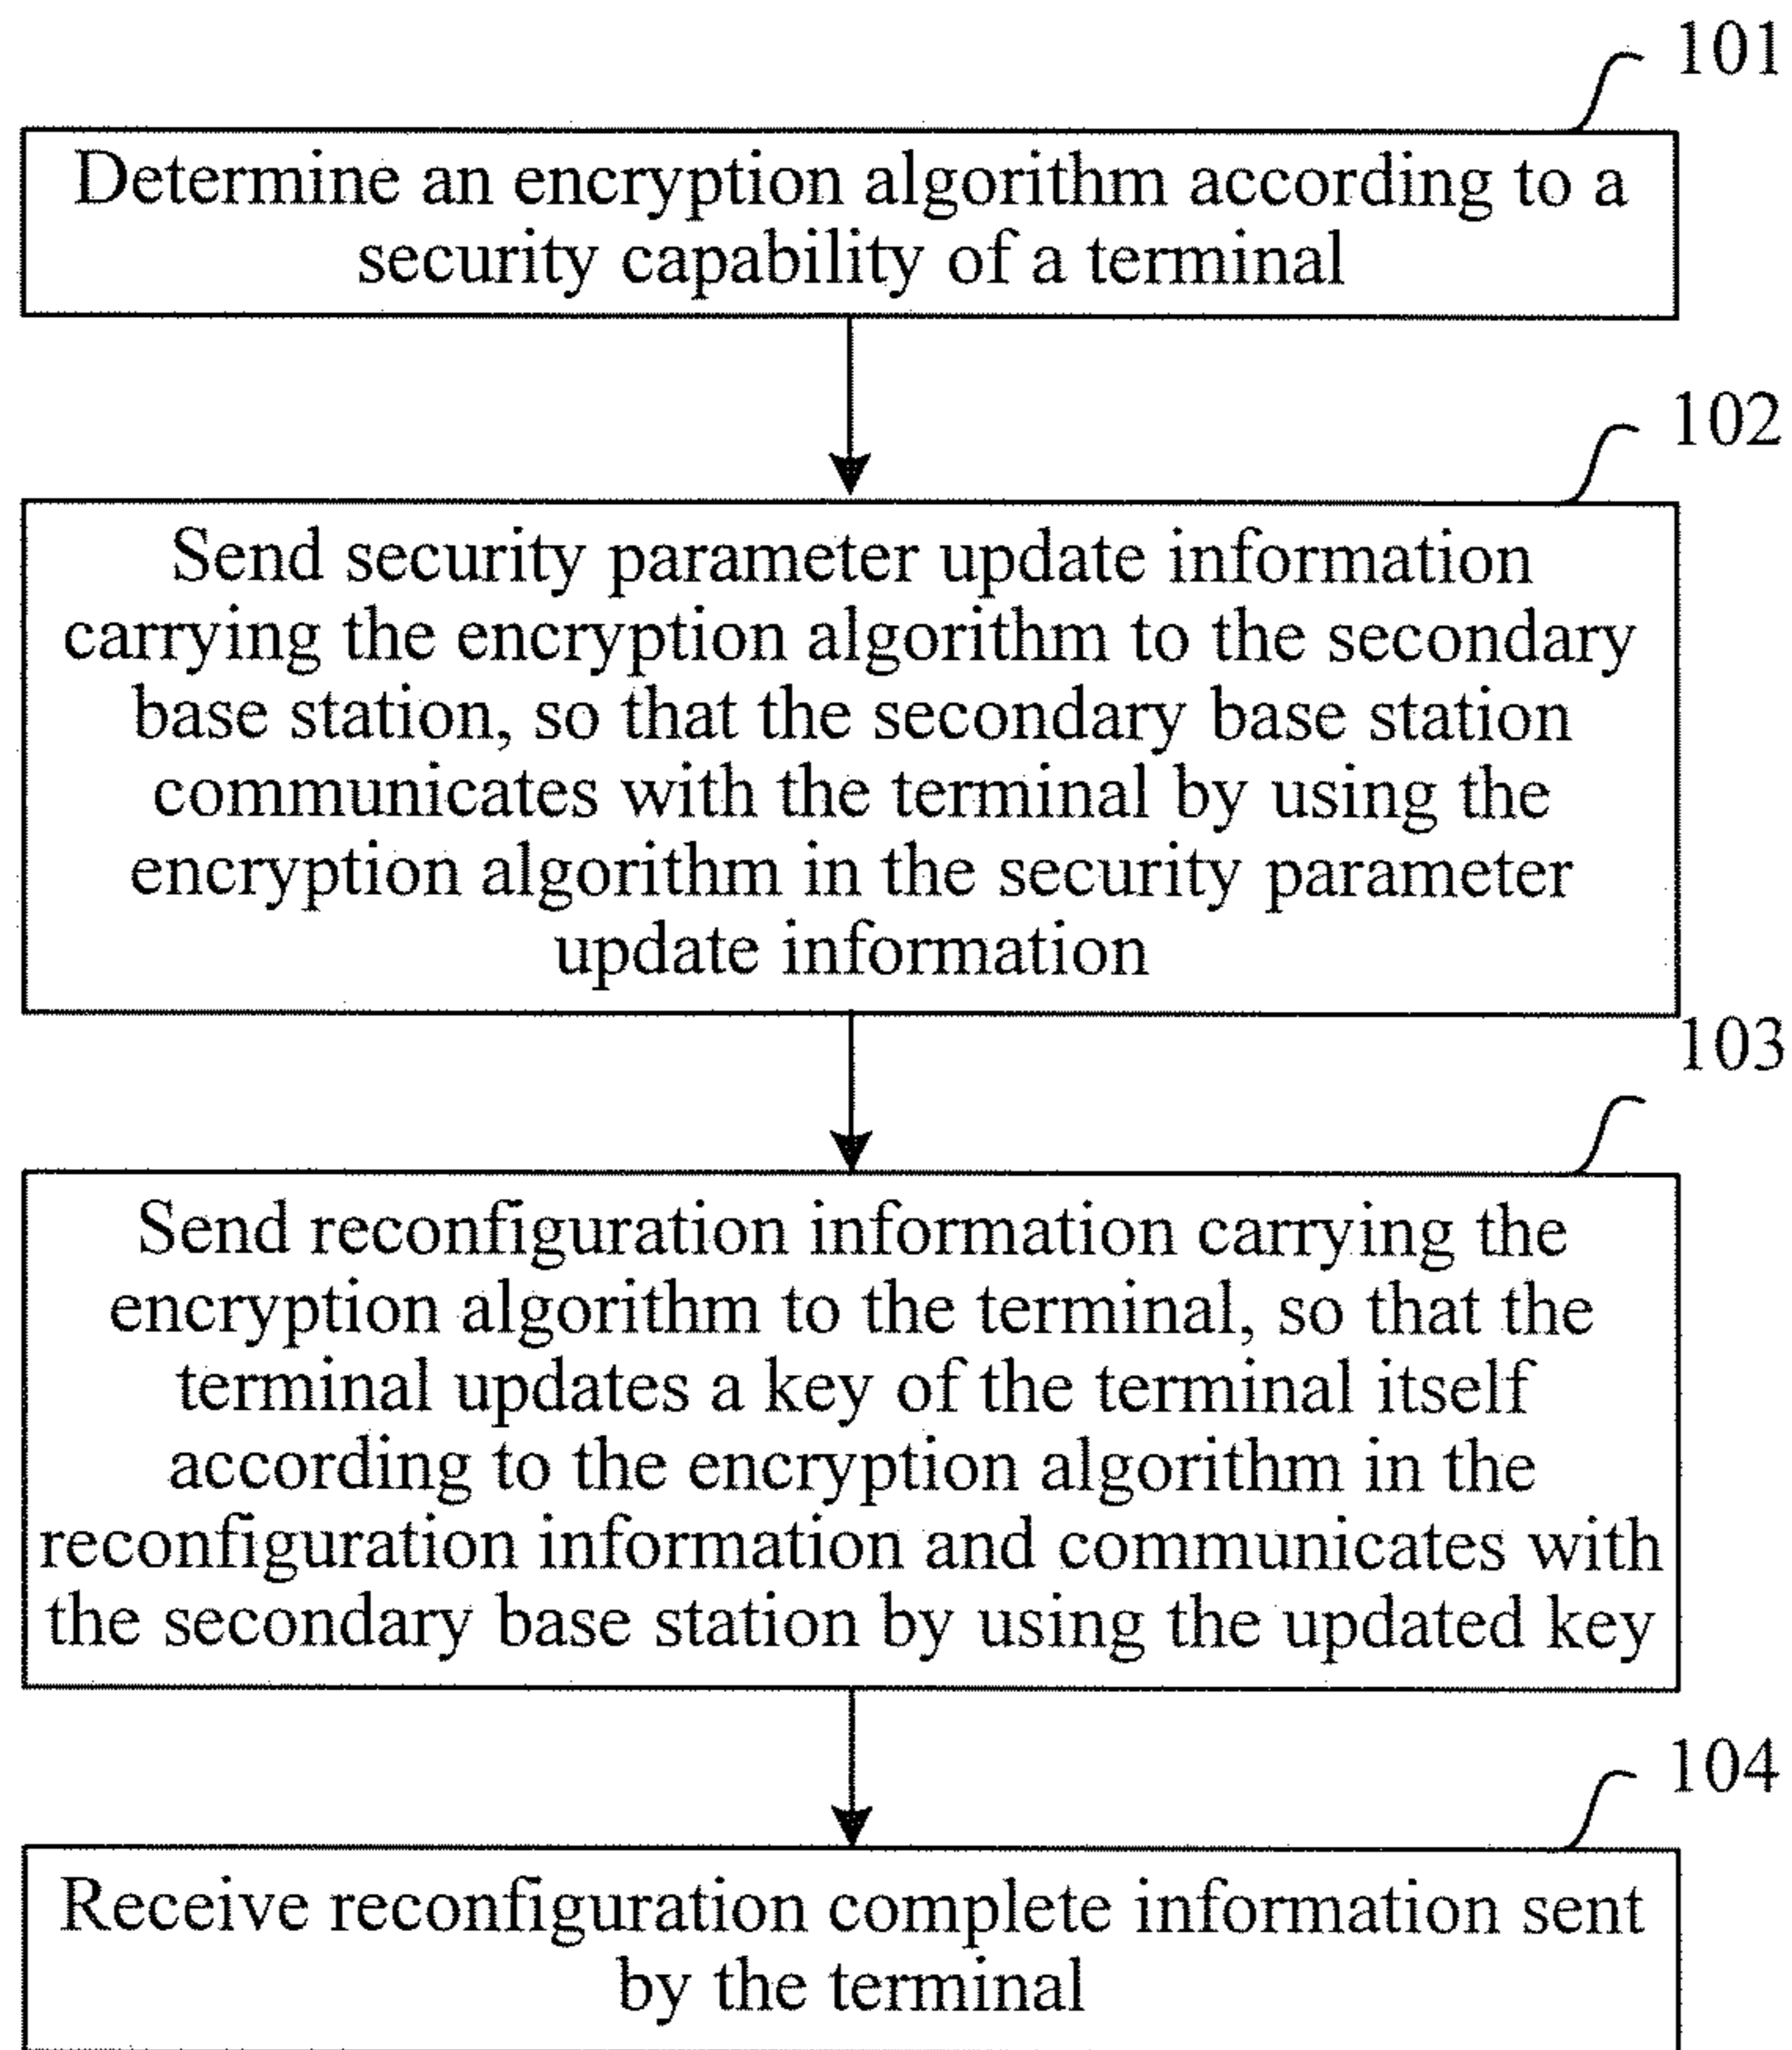 101
Determine an encryption algorithm according to a
security capability of a terminal
102
Send security parameter update information
carrying the encryption algorithm to the secondary
base station, so that the secondary base station
communicates with the terminal by using the
encryption algorithm in the security parameter
update information
103
Send reconfiguration information carrying the
encryption algorithm to the terminal, so that the
terminal updates a key of the terminal itself
according to the encryption algorithm in the
reconfiguration information and communicates with
the secondary base station by using the updated key
104
Receive reconfiguration complete information sent
by the terminal